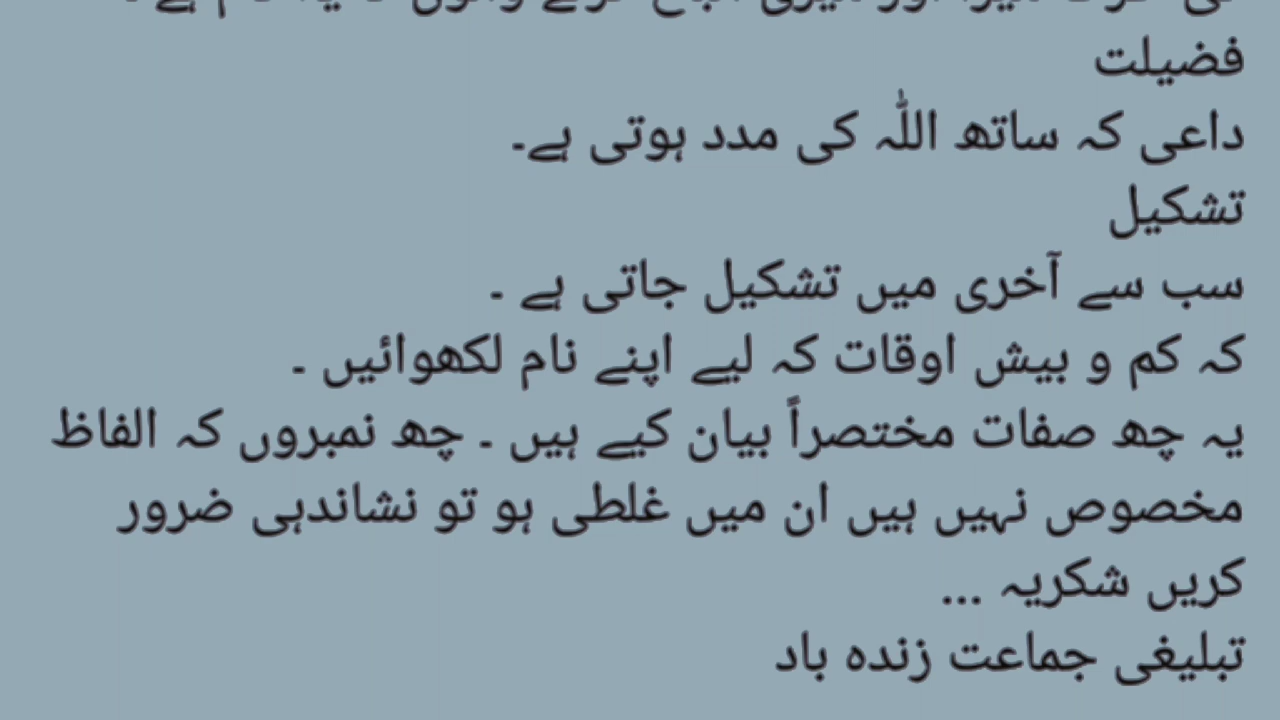 فضیلت
داعی کہ ساتھ اللّٰہ کی مدد ہوتی ہے۔
تشکیل
سب سے آخری میں تشکیل جاتی ہے ۔
کہ کم و بیش اوقات کہ لیے اپنے نام لکھوائیں ۔
یہ چھ صفات مختصراً بیان کیے ہیں ۔ چھ نمبروں کہ الفاظ
مخصوص نہیں ہیں ان میں غلطی ہو تو نشاندہی ضرور
کریں شکریہ ...
تبلیغی جماعت زندہ باد